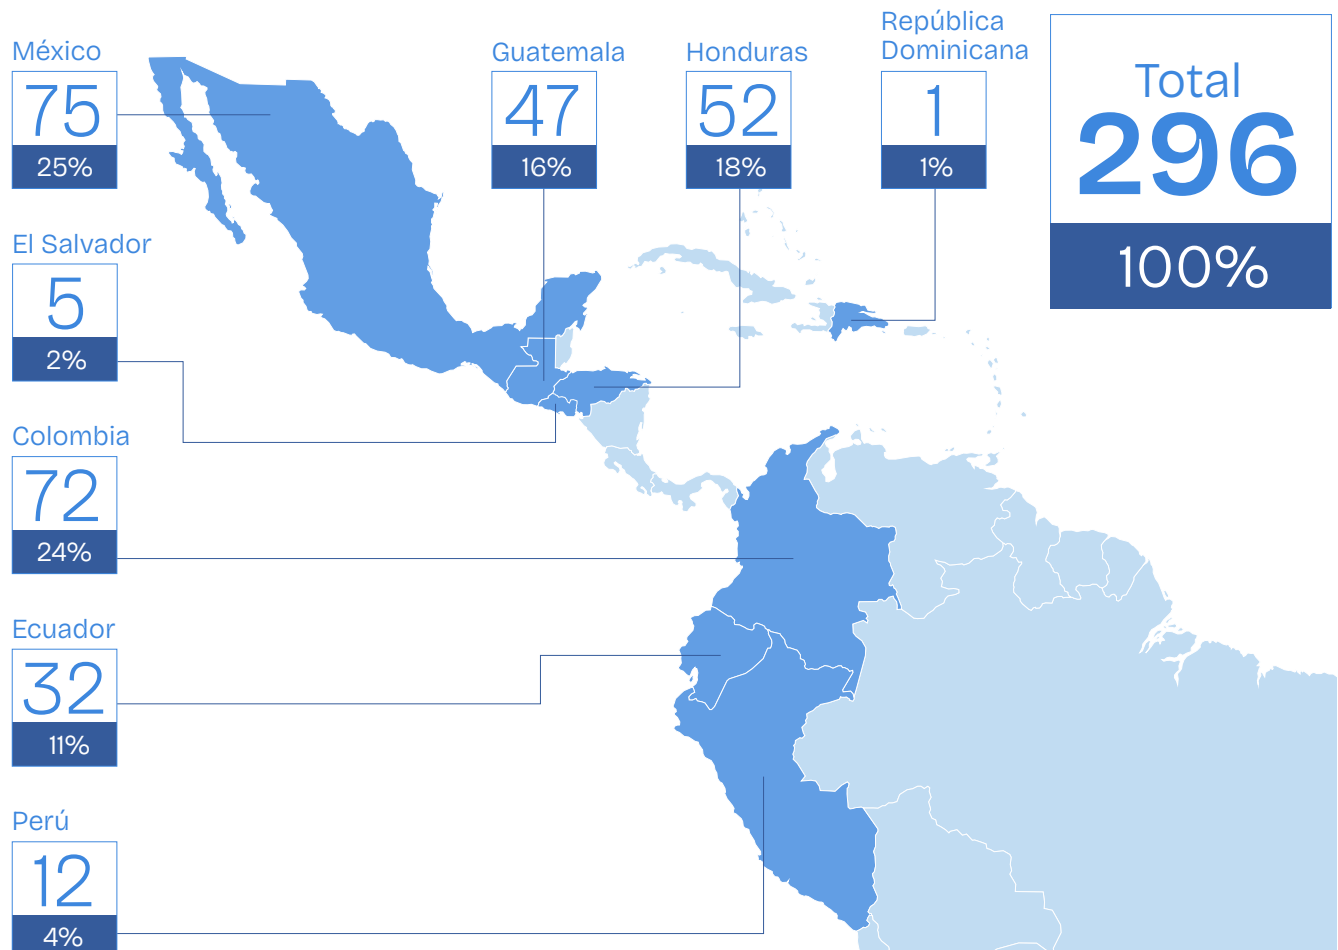 México
75
25%
Guatemala
47
16%
Honduras
52
18%
República
Dominicana
1
1%
Total
296
100%
El Salvador
5
2%
Colombia
72
24%
Ecuador
32
11%
Perú
12
4%